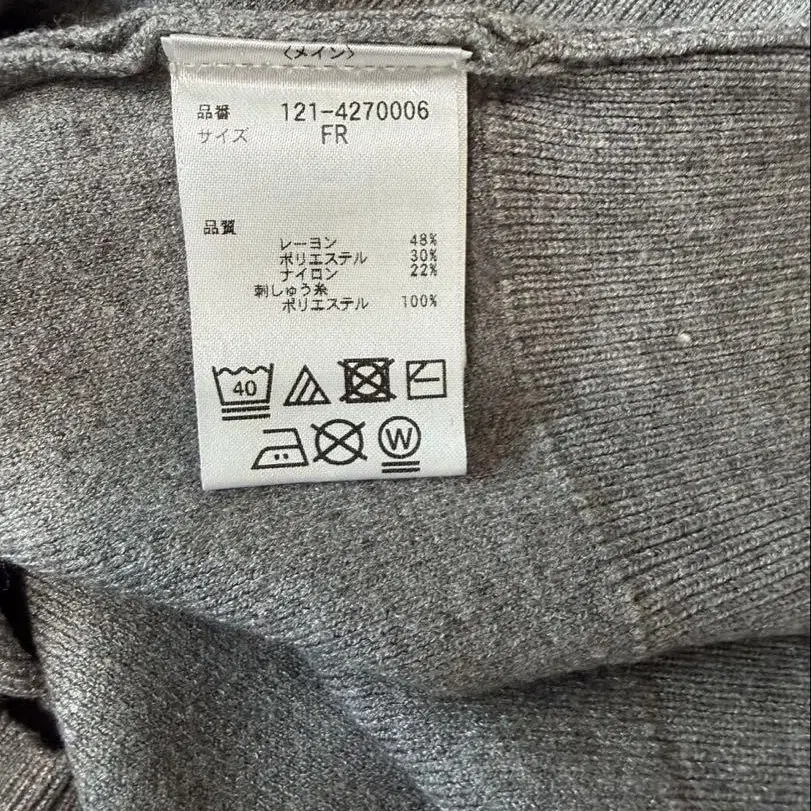 〈メイン〉
品番 121-4270006
サイズ FR
品質
レーヨン 48%
ポリエステル 30%
ナイロン 22%
刺しゅう糸
ポリエステル 100%
40
W